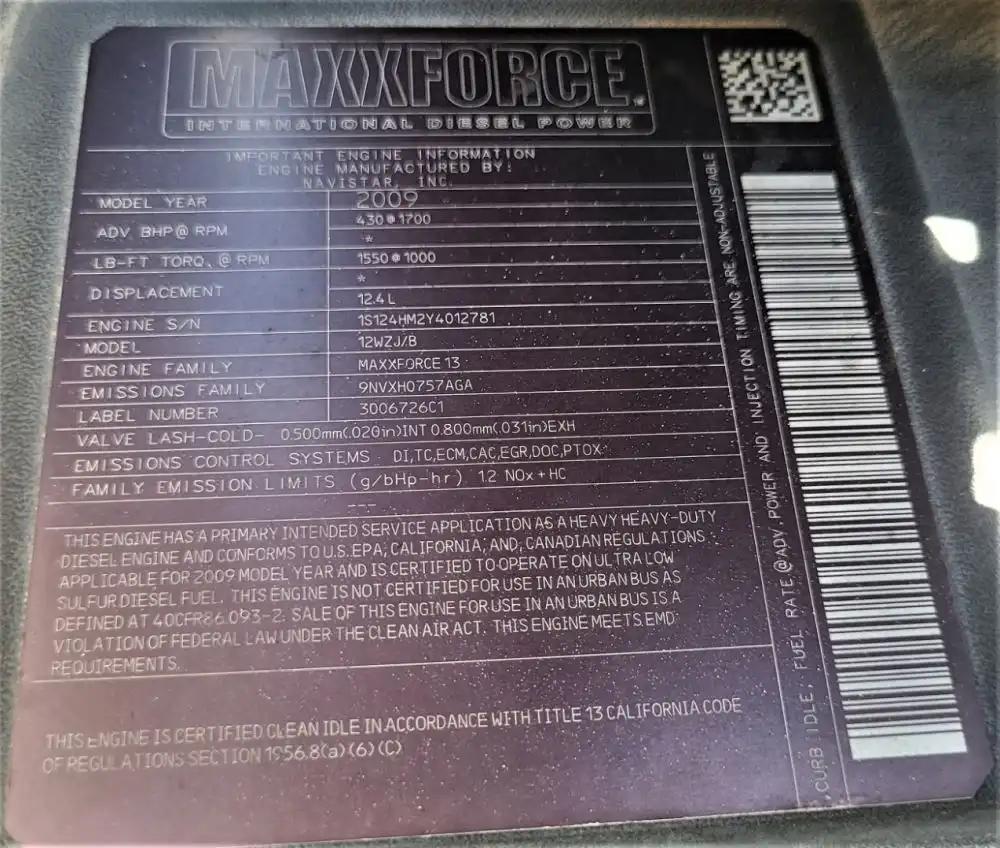 MAXXFORCE
INTERNATIONAL DIESEL POWER
IMPORTANT ENGINE INFORMATION
ENGINE MANUFACTURED BY:
NAVISTAR, INC.
MODEL YEAR 2009
ADV BHP@ RPM 430@1700
*
LB-FT TORQ.@ RPM 1550@1000
*
DISPLACEMENT 12.4 L
ENGINE S/N 1S124HM2Y4012781
MODEL 12WZJ/B
ENGINE FAMILY MAXXFORCE 13
EMISSIONS FAMILY 9NVXH0757AGA
LABEL NUMBER 3006726C1
VALVE LASH-COLD- 0.500mm(.020in)INT 0.800mm(.031in)EXH
EMISSIONS CONTROL SYSTEMS DI,TC,ECM,CAC,EGR,DOC,PTOX
FAMILY EMISSION LIMITS (g/bHp-hr) 1.2 NOx+HC
---
THIS ENGINE HAS A PRIMARY INTENDED SERVICE APPLICATION AS A HEAVY HEAVY-DUTY
DIESEL ENGINE AND CONFORMS TO U.S.EPA, CALIFORNIA, AND, CANADIAN REGULATIONS
APPLICABLE FOR 2009 MODEL YEAR AND IS CERTIFIED TO OPERATE ON ULTRA LOW
SULFUR DIESEL FUEL. THIS ENGINE IS NOT CERTIFIED FOR USE IN AN URBAN BUS AS
DEFINED AT 40CFR86.093-2. SALE OF THIS ENGINE FOR USE IN AN URBAN BUS IS A
VIOLATION OF FEDERAL LAW UNDER THE CLEAN AIR ACT. THIS ENGINE MEETS EMD
REQUIREMENTS.
THIS ENGINE IS CERTIFIED CLEAN IDLE IN ACCORDANCE WITH TITLE 13 CALIFORNIA CODE
OF REGULATIONS SECTION 1956.8(a)(6)(C)
CURB IDLE, FUEL RATE @ADV. POWER AND INJECTION TIMING ARE NON-ADJUSTABLE